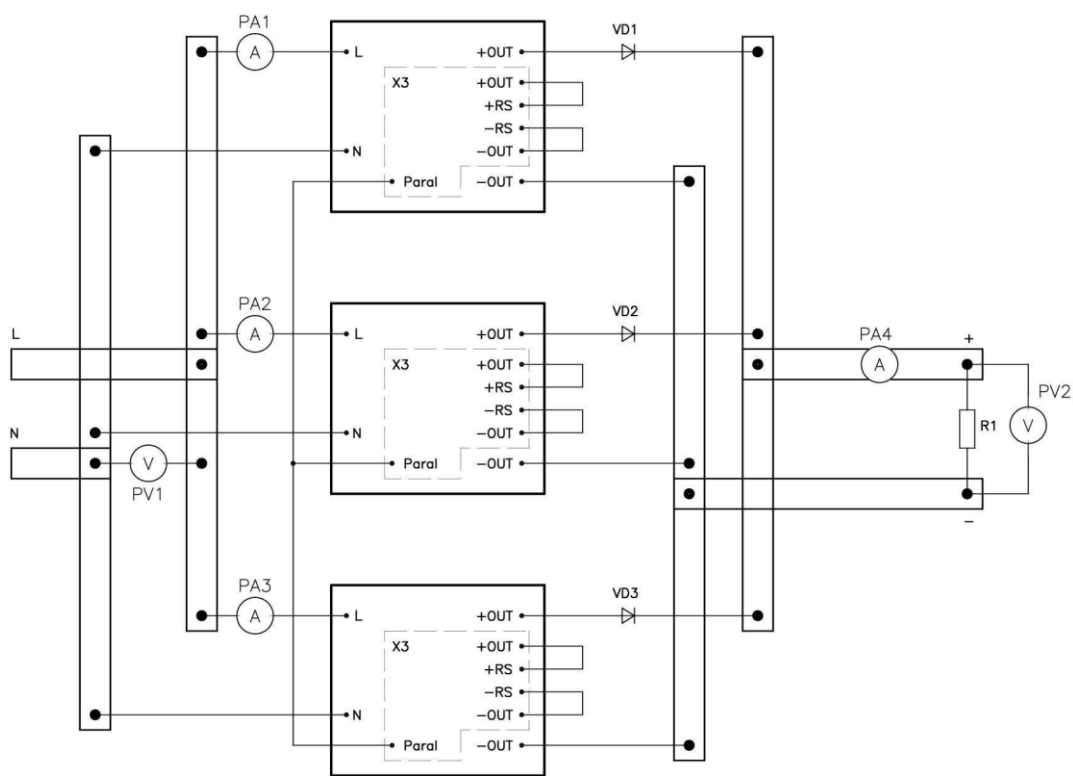 PA1
A
L
+OUT
VD1
X3
+OUT
+RS
−RS
−OUT
N
Paral
−OUT
PA2
A
L
+OUT
VD2
X3
+OUT
+RS
−RS
−OUT
N
Paral
−OUT
L
N
V
PV1
PA4
A
+
R1
V
PV2
−
PA3
A
L
+OUT
VD3
X3
+OUT
+RS
−RS
−OUT
N
Paral
−OUT